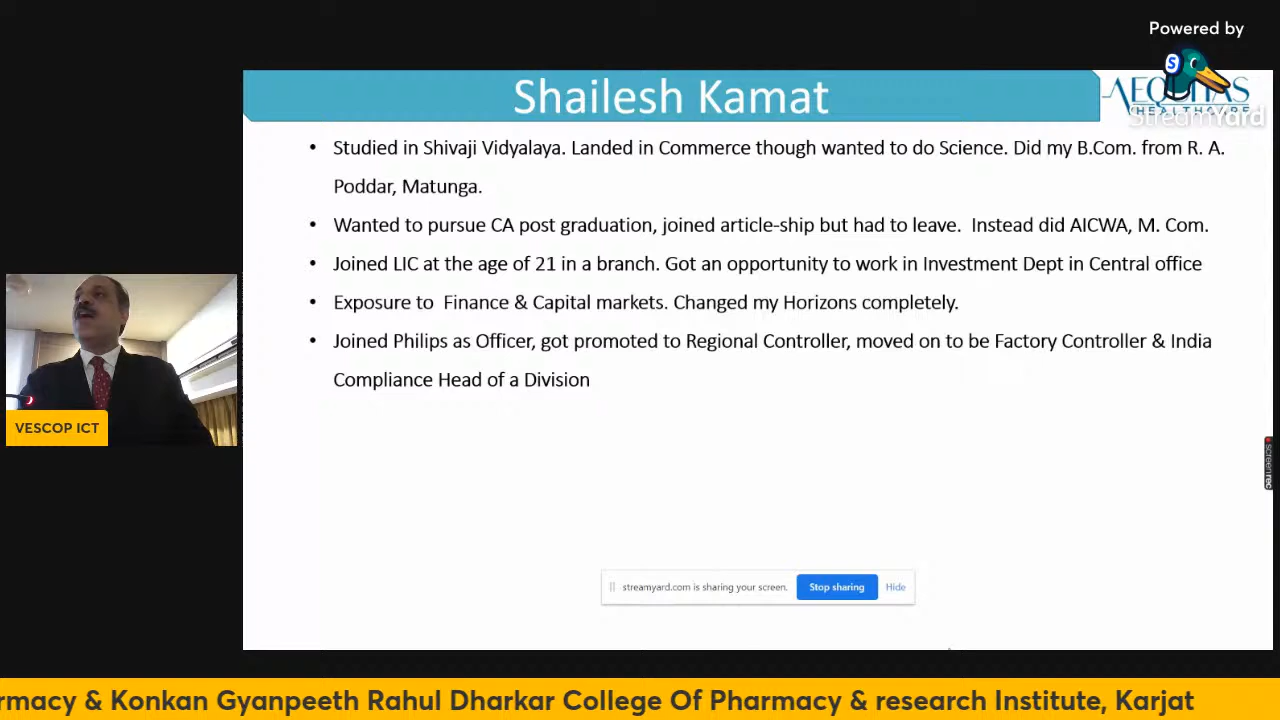 Powered by
StreamYard
Shailesh Kamat
AEQUITAS
HEALTHCARE
• Studied in Shivaji Vidyalaya. Landed in Commerce though wanted to do Science. Did my B.Com. from R. A.
Poddar, Matunga.
• Wanted to pursue CA post graduation, joined article-ship but had to leave.  Instead did AICWA, M. Com.
• Joined LIC at the age of 21 in a branch. Got an opportunity to work in Investment Dept in Central office
• Exposure to  Finance & Capital markets. Changed my Horizons completely.
• Joined Philips as Officer, got promoted to Regional Controller, moved on to be Factory Controller & India
Compliance Head of a Division
VESCOP ICT
screenrec
streamyard.com is sharing your screen. Stop sharing Hide
rmacy & Konkan Gyanpeeth Rahul Dharkar College Of Pharmacy & research Institute, Karjat